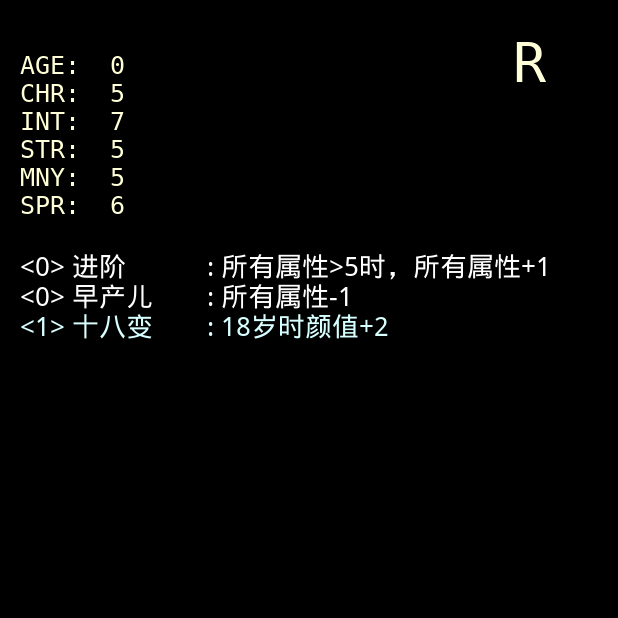 R
AGE: 0
CHR: 5
INT: 7
STR: 5
MNY: 5
SPR: 6
<0> 进阶 : 所有属性>5时，所有属性+1
<0> 早产儿 : 所有属性-1
<1> 十八变 : 18岁时颜值+2